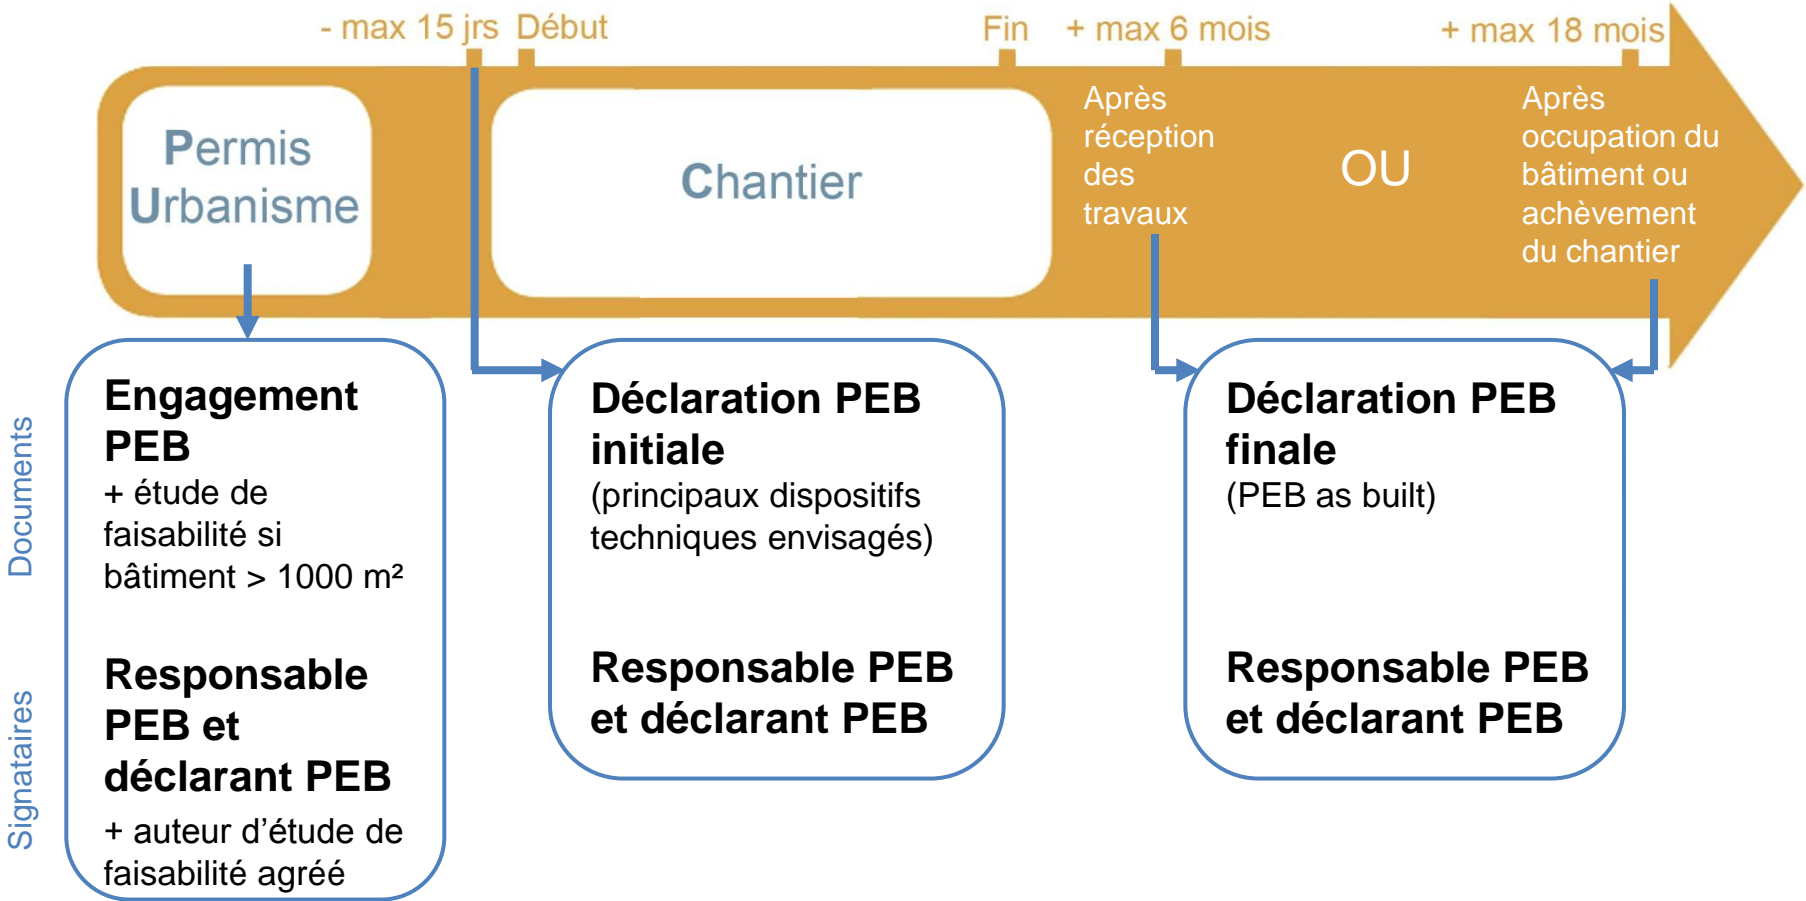 - max 15 jrs
Début
Fin
+ max 6 mois
+ max 18 mois
Permis
Urbanisme
Chantier
Après
réception
des
travaux
OU
Après
occupation du
bâtiment ou
achèvement
du chantier
Documents
Engagement
PEB
+ étude de
faisabilité si
bâtiment > 1000 m²
Déclaration PEB
initiale
(principaux dispositifs
techniques envisagés)
Déclaration PEB
finale
(PEB as built)
Signataires
Responsable
PEB et
déclarant PEB
+ auteur d’étude de
faisabilité agréé
Responsable PEB
et déclarant PEB
Responsable PEB
et déclarant PEB